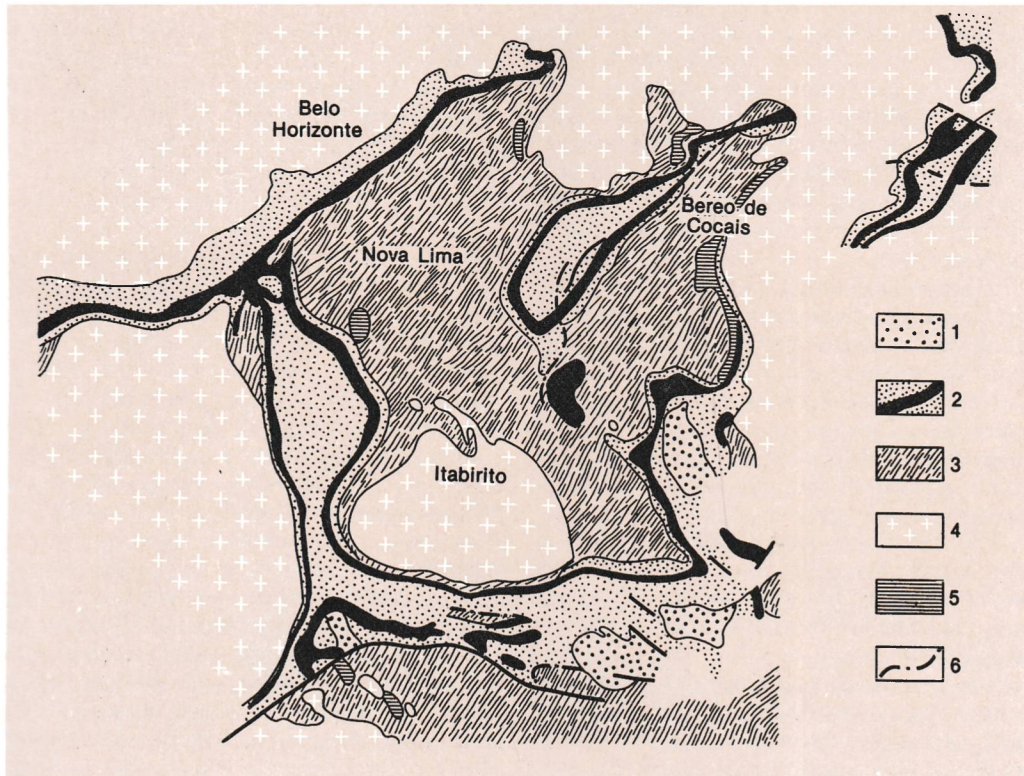 Belo
Horizonte
Nova Lima
Bereo de
Cocais
Itabirito
1
2
3
4
5
6